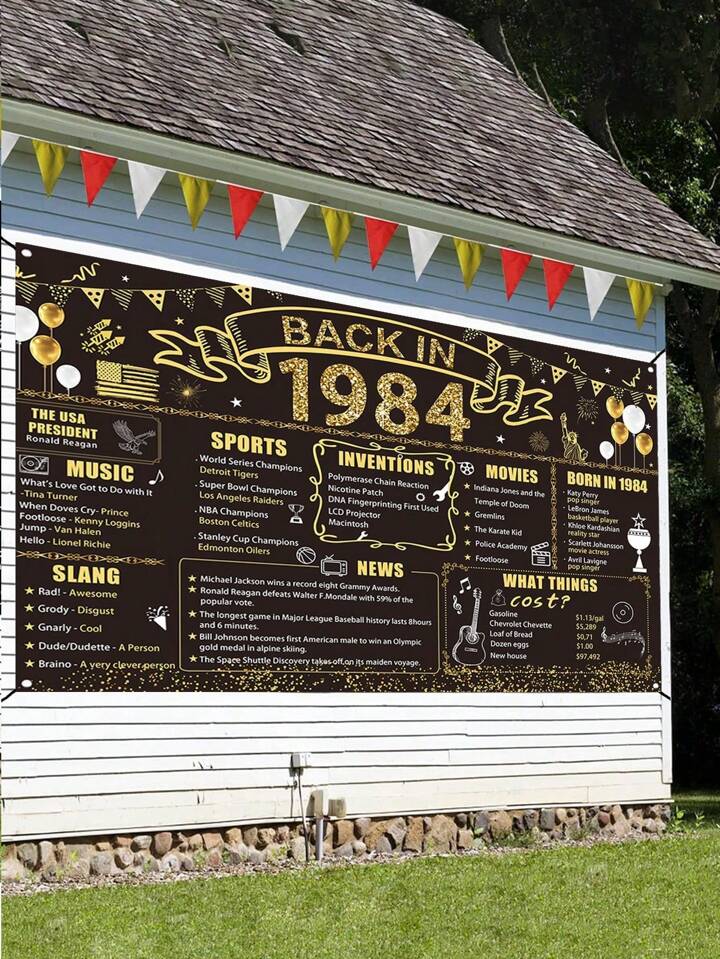 BACK IN
1984
THE USA
PRESIDENT
Ronald Reagan
MUSIC
What's Love Got to Do with It
-Tina Turner
When Doves Cry- Prince
Footloose - Kenny Loggins
Jump - Van Halen
Hello - Lionel Richie
SLANG
Rad! - Awesome
Grody - Disgust
Gnarly - Cool
Dude/Dudette - A Person
Braino - A very clever person
SPORTS
. World Series Champions
Detroit Tigers
. Super Bowl Champions
Los Angeles Raiders
. NBA Champions
Boston Celtics
. Stanley Cup Champions
Edmonton Oilers
INVENTIONS
Polymerase Chain Reaction
Nicotine Patch
DNA Fingerprinting First Used
LCD Projector
Macintosh
MOVIES
Indiana Jones and the
Temple of Doom
Gremlins
The Karate Kid
Police Academy
Footloose
BORN IN 1984
· Katy Perry
pop singer
· LeBron James
basketball player
· Khloe Kardashian
reality star
· Scarlett Johansson
movie actress
· Avril Lavigne
pop singer
NEWS
Michael Jackson wins a record eight Grammy Awards.
Ronald Reagan defeats Walter F.Mondale with 59% of the
popular vote.
The longest game in Major League Baseball history lasts 8hours
and 6 minutes.
Bill Johnson becomes first American male to win an Olympic
gold medal in alpine skiing.
The Space Shuttle Discovery takes off on its maiden voyage.
WHAT THINGS
cost?
Gasoline $1.13/gal
Chevrolet Chevette $5,289
Loaf of Bread $0,71
Dozen eggs $1.00
New house $97,492